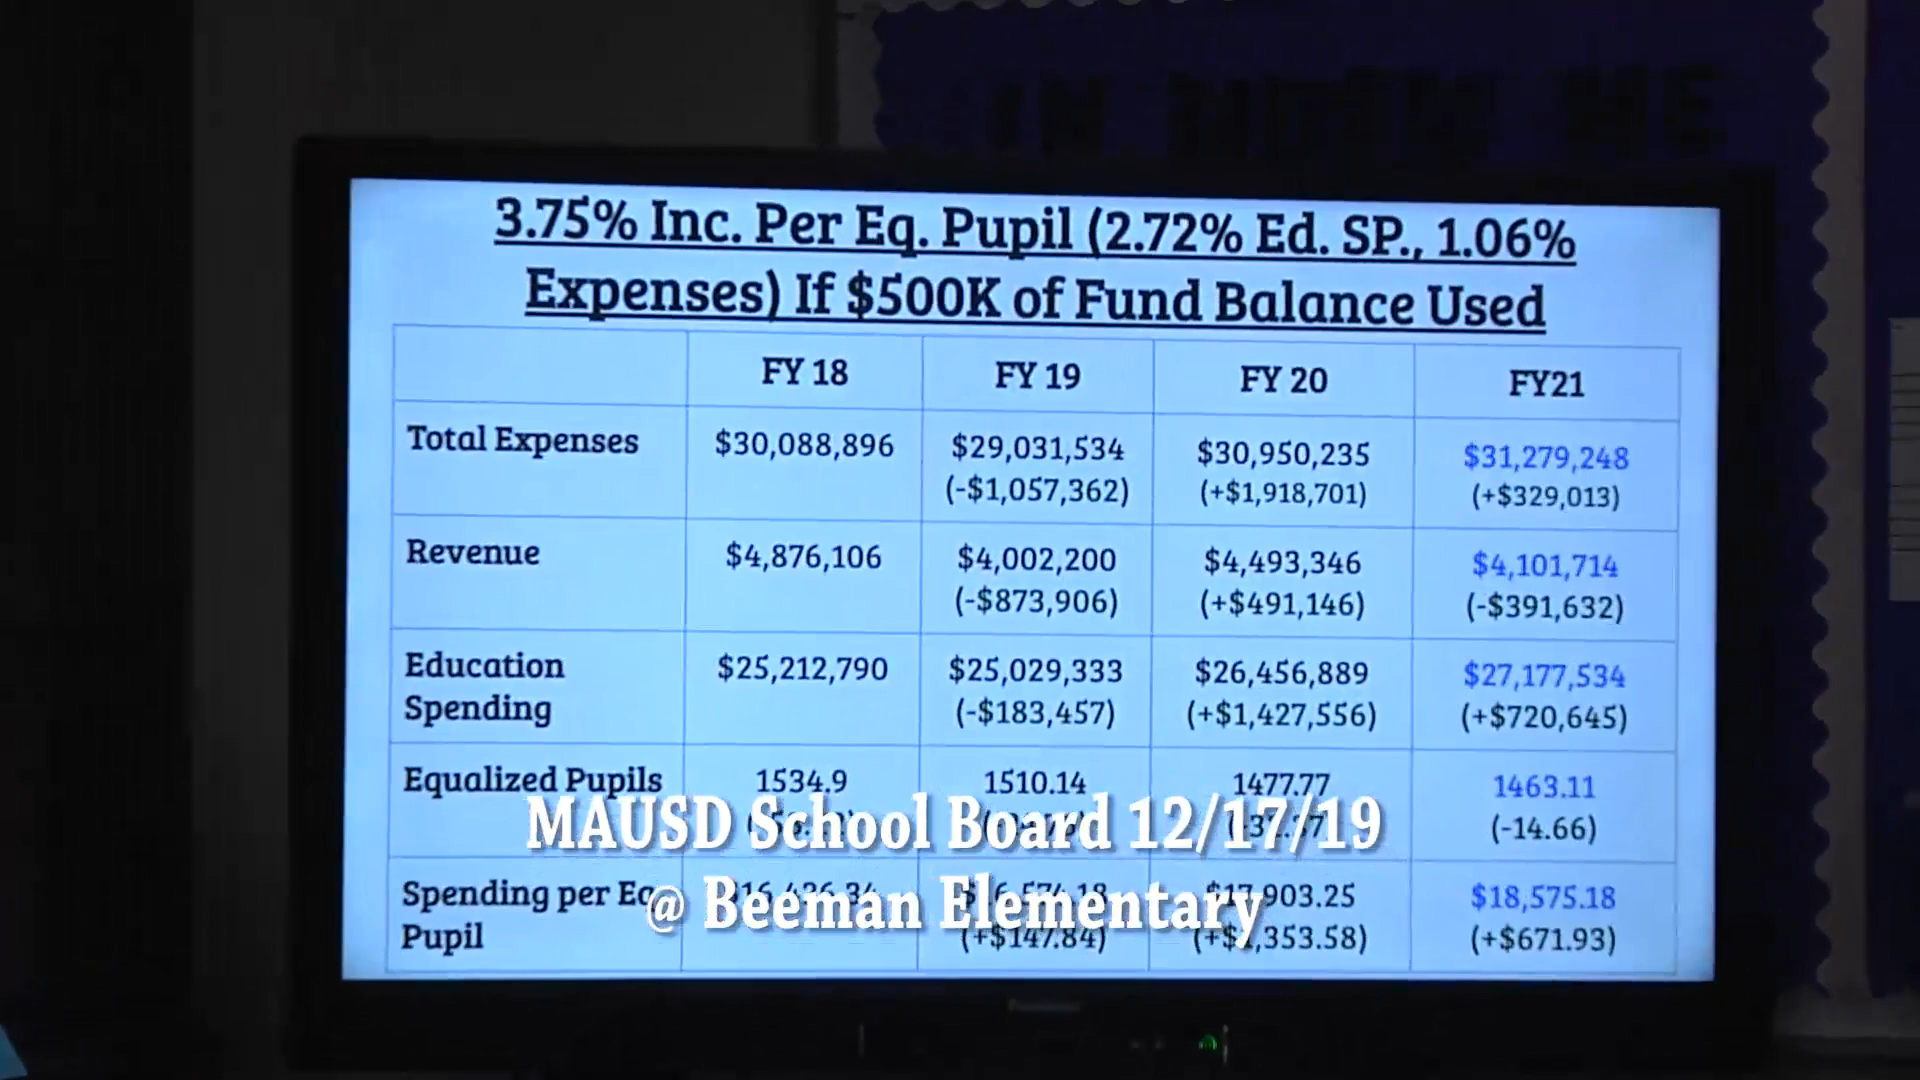 3.75% Inc. Per Eq. Pupil (2.72% Ed. SP., 1.06%
Expenses) If $500K of Fund Balance Used
FY 18 FY 19 FY 20 FY21
Total Expenses $30,088,896 $29,031,534 $30,950,235 $31,279,248
(-$1,057,362) (+$1,918,701) (+$329,013)
Revenue $4,876,106 $4,002,200 $4,493,346 $4,101,714
(-$873,906) (+$491,146) (-$391,632)
Education $25,212,790 $25,029,333 $26,456,889 $27,177,534
Spending (-$183,457) (+$1,427,556) (+$720,645)
Equalized Pupils 1534.9 1510.14 1477.77 1463.11
(-14.66)
MAUSD School Board 12/17/19
Spending per Eq. $18,575.18
@ Beeman Elementary
Pupil (+$147.84) (+$1,353.58) (+$671.93)